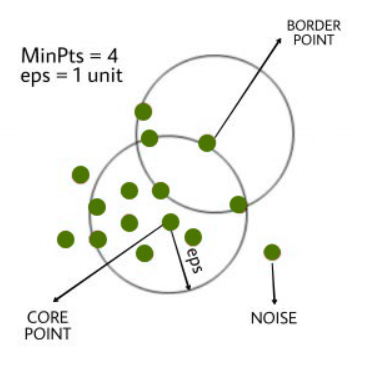 BORDER
POINT
MinPts = 4
eps = 1 unit
eps
CORE
POINT
NOISE